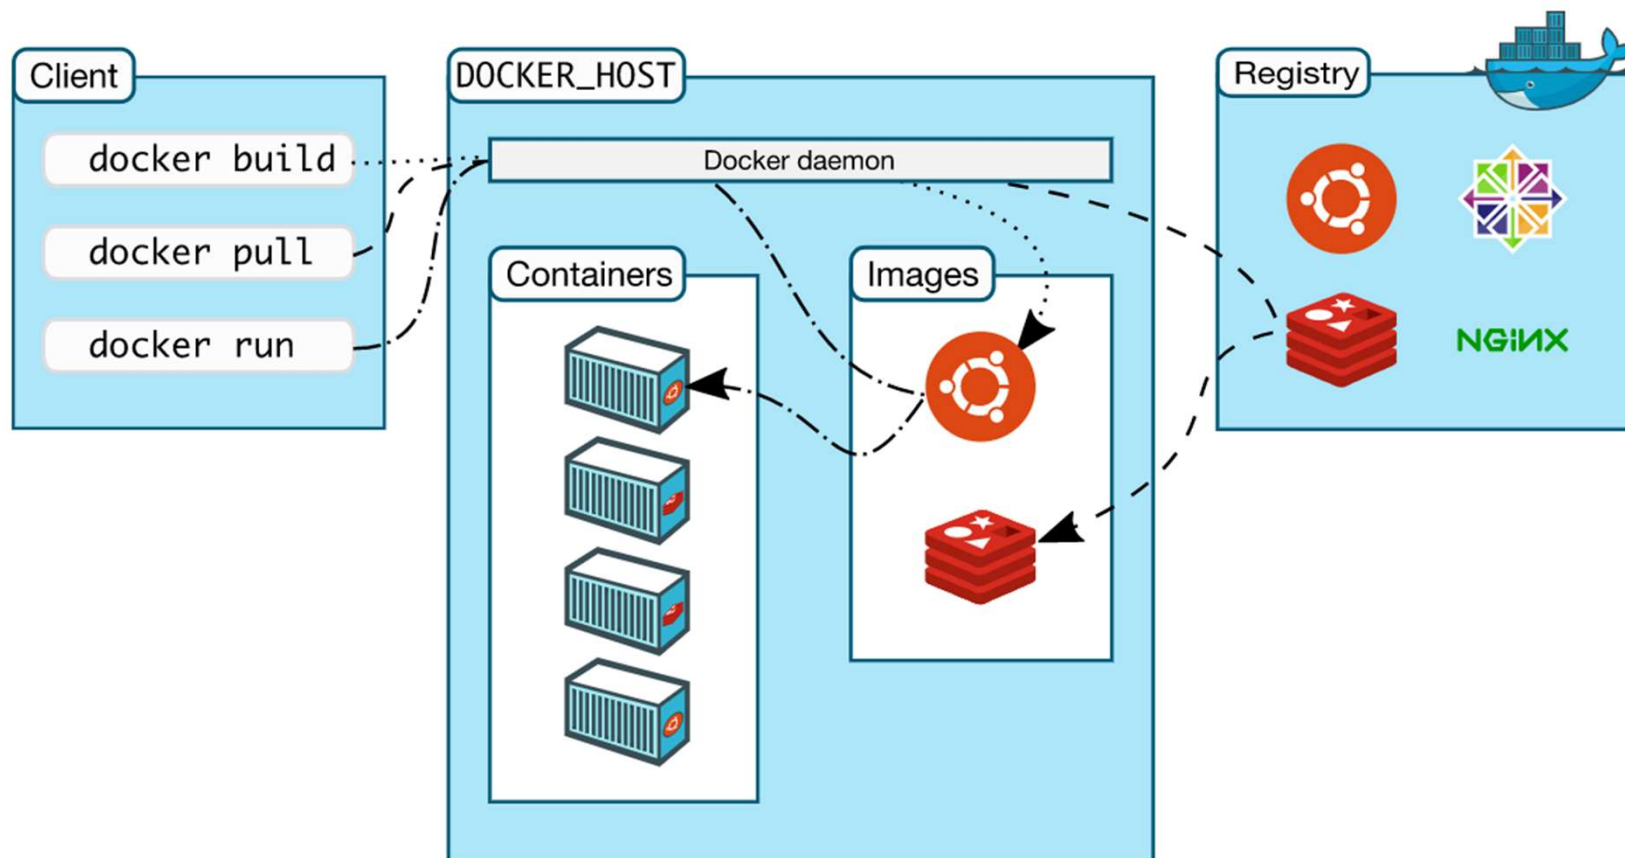 Client
docker build
docker pull
docker run
DOCKER_HOST
Docker daemon
Containers
Images
Registry
NGiNX